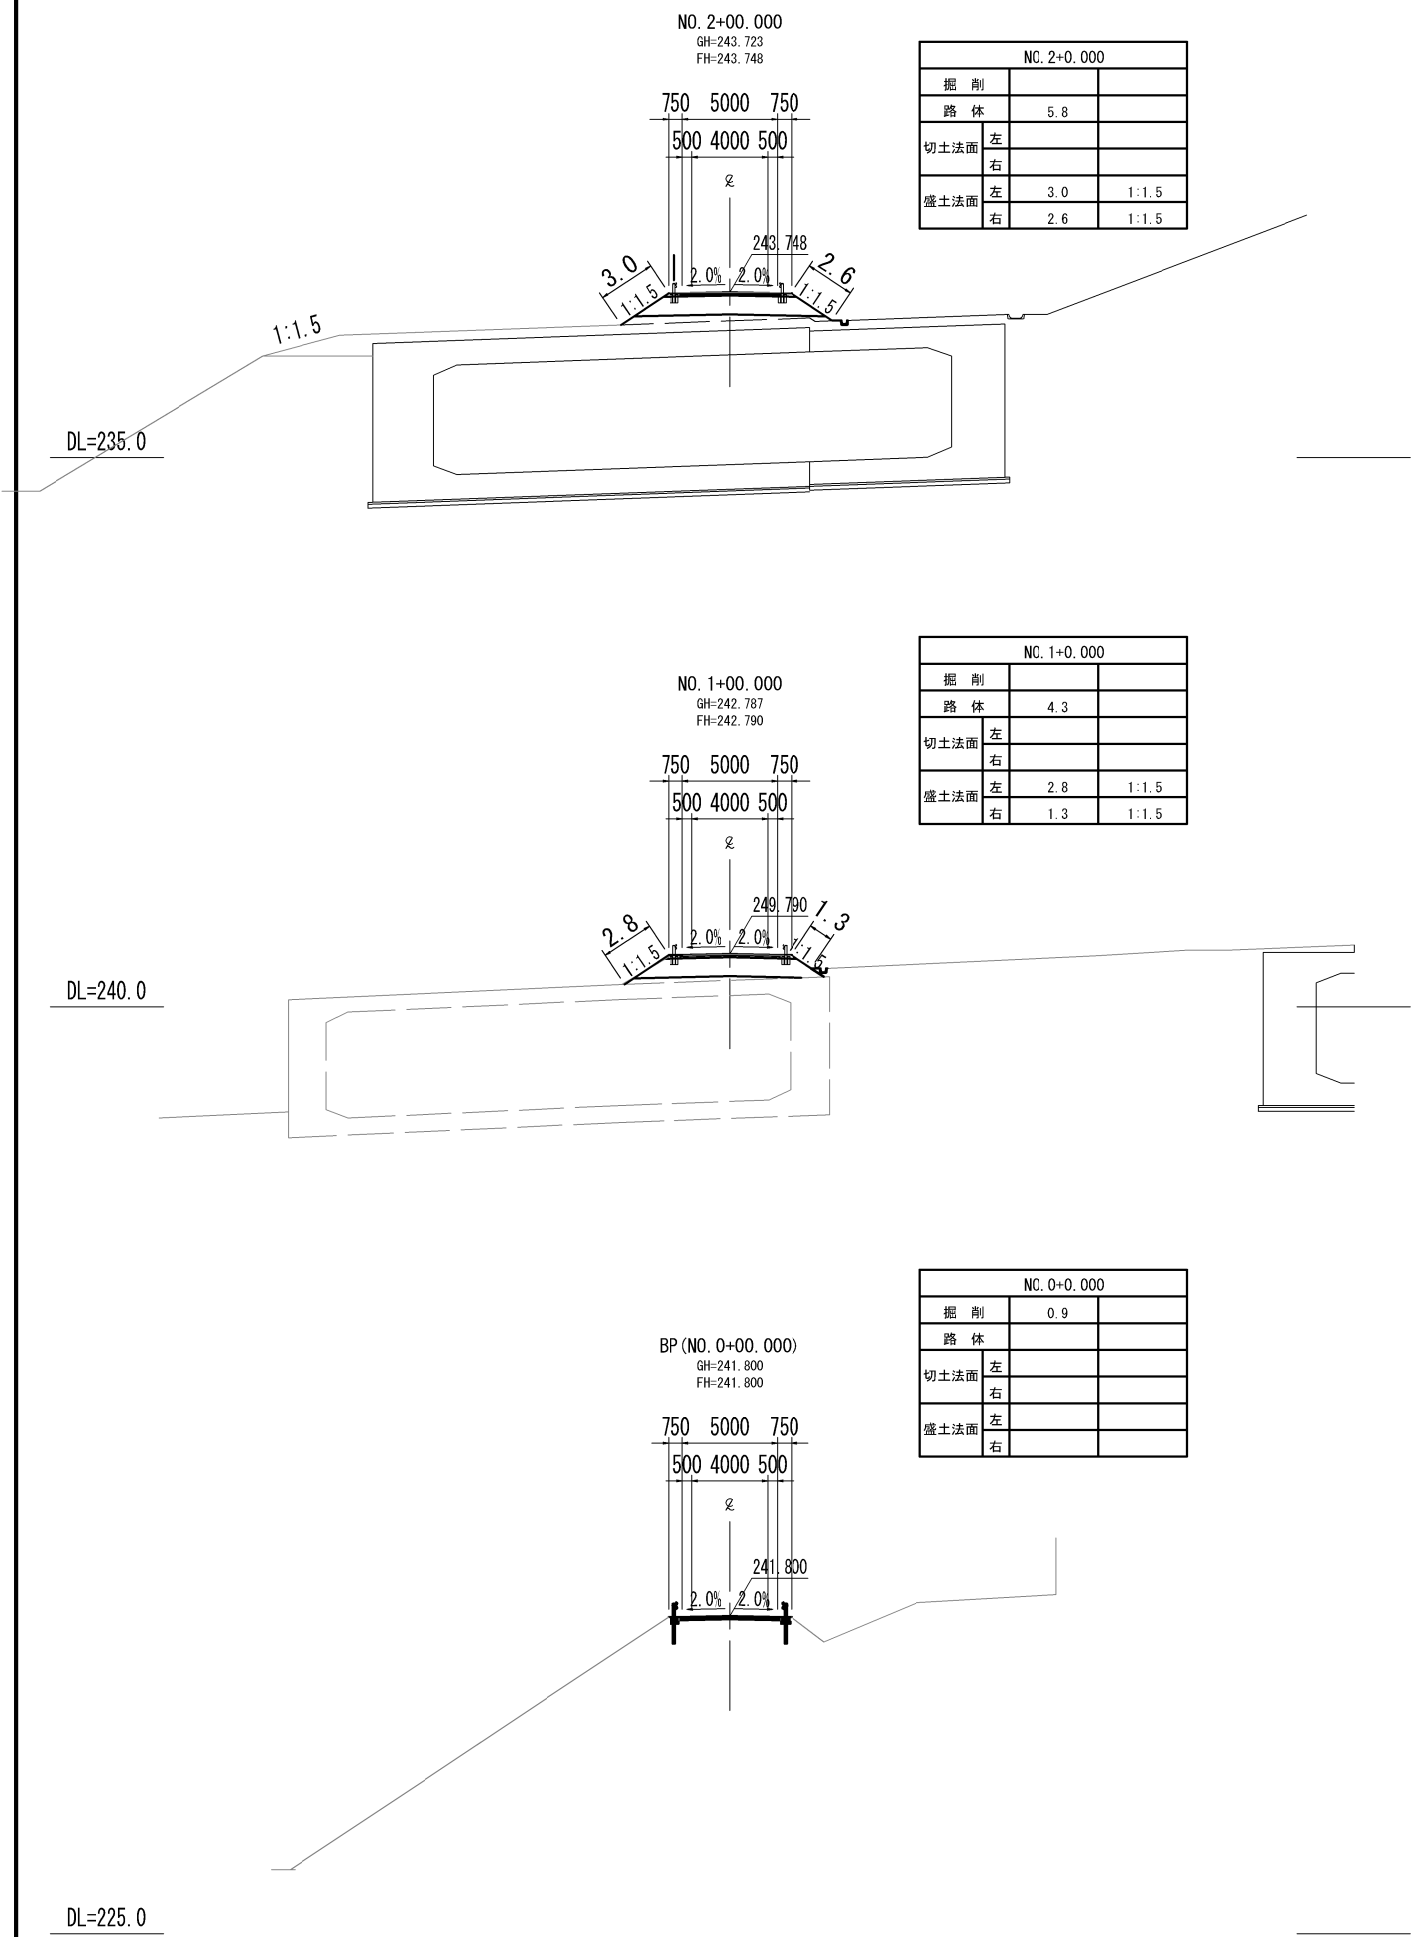 NO. 2+00. 000
GH=243. 723
FH=243. 748
750 5000 750
500 4000 500
℄
243. 748
2. 0% 2. 0%
3. 0
1:1. 5
2. 6
1:1. 5
1:1. 5
DL=235. 0
NO. 2+0. 000
掘 削
路 体 5. 8
切土法面 左
右
盛土法面 左 3. 0 1:1. 5
右 2. 6 1:1. 5
NO. 1+00. 000
GH=242. 787
FH=242. 790
750 5000 750
500 4000 500
℄
249. 790
2. 0% 2. 0%
2. 8
1:1. 5
1. 3
1:1. 5
DL=240. 0
NO. 1+0. 000
掘 削
路 体 4. 3
切土法面 左
右
盛土法面 左 2. 8 1:1. 5
右 1. 3 1:1. 5
BP(NO. 0+00. 000)
GH=241. 800
FH=241. 800
750 5000 750
500 4000 500
℄
241. 800
2. 0% 2. 0%
NO. 0+0. 000
掘 削 0. 9
路 体
切土法面 左
右
盛土法面 左
右
DL=225. 0